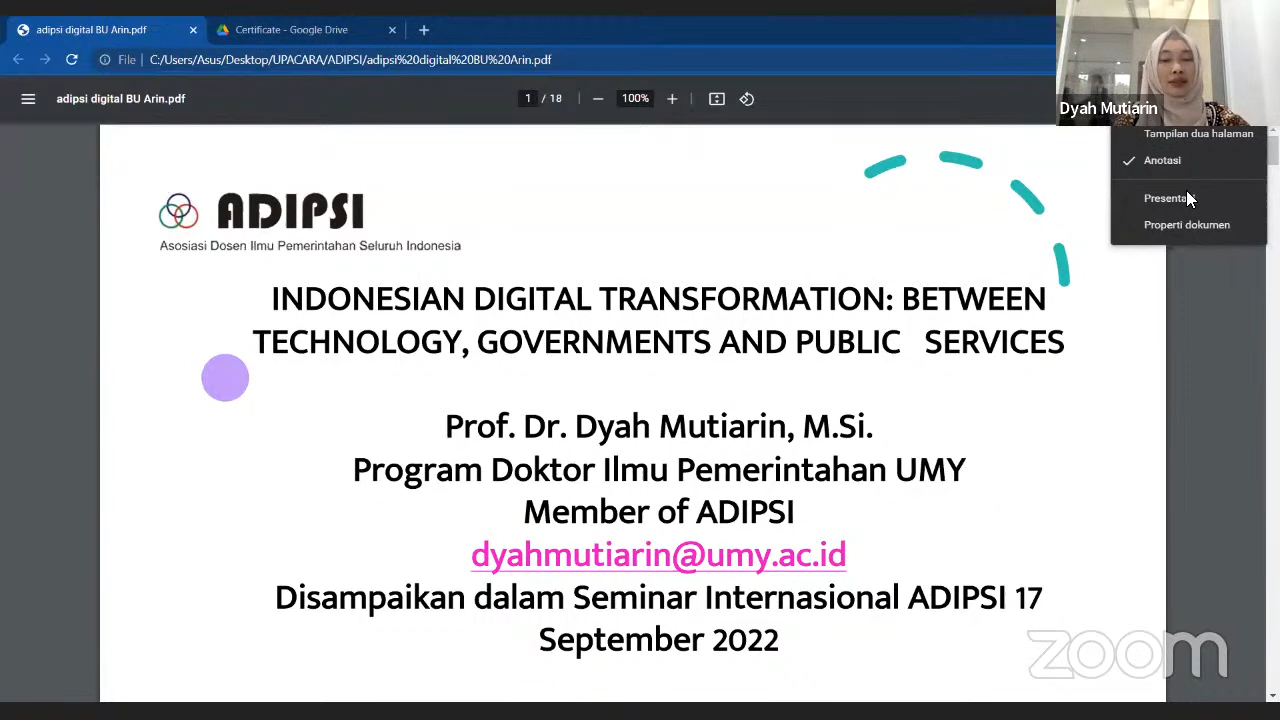 adipsi digital BU Arin.pdf
Certificate - Google Drive
File
C:/Users/Asus/Desktop/UPACARA/ADIPSI/adipsi%20digital%20BU%20Arin.pdf
adipsi digital BU Arin.pdf
1 / 18
100%
Dyah Mutiarin
Tampilan dua halaman
Anotasi
Presentasi
Properti dokumen
ADIPSI
Asosiasi Dosen Ilmu Pemerintahan Seluruh Indonesia
INDONESIAN DIGITAL TRANSFORMATION: BETWEEN
TECHNOLOGY, GOVERNMENTS AND PUBLIC SERVICES
Prof. Dr. Dyah Mutiarin, M.Si.
Program Doktor Ilmu Pemerintahan UMY
Member of ADIPSI
dyahmutiarin@umy.ac.id
Disampaikan dalam Seminar Internasional ADIPSI 17
September 2022
zoom